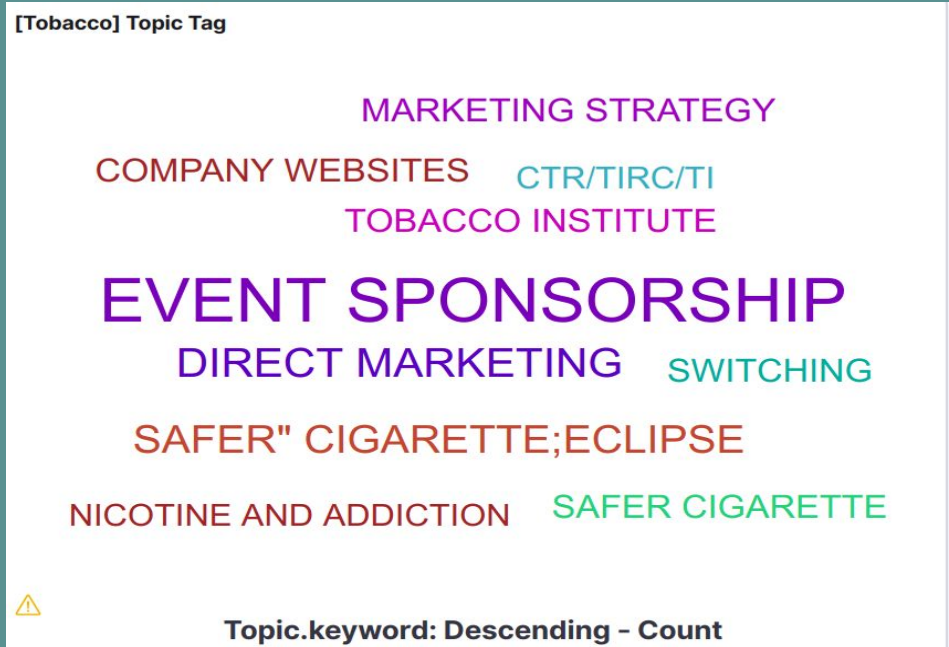 [Tobacco] Topic Tag
MARKETING STRATEGY
COMPANY WEBSITES
CTR/TIRC/TI
TOBACCO INSTITUTE
EVENT SPONSORSHIP
DIRECT MARKETING
SWITCHING
SAFER" CIGARETTE;ECLIPSE
NICOTINE AND ADDICTION
SAFER CIGARETTE
Topic.keyword: Descending - Count